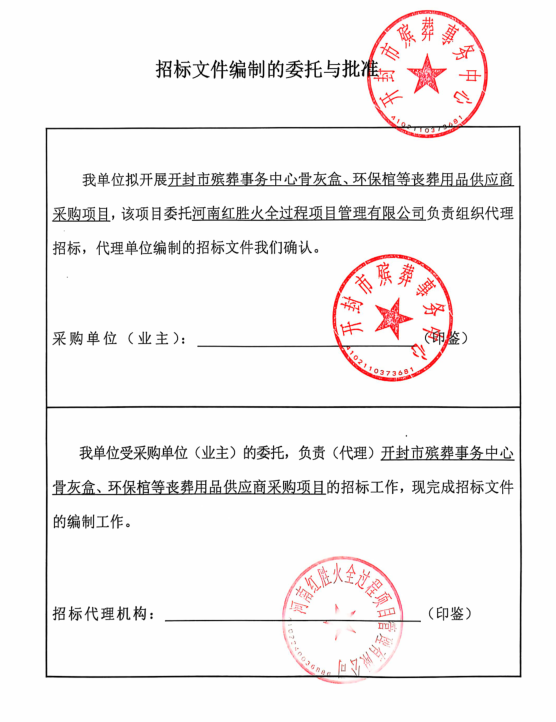 招标文件编制的委托与批准
开封市殡葬事务中心
4102110373681
我单位拟开展开封市殡葬事务中心骨灰盒、环保棺等丧葬用品供应商
采购项目，该项目委托河南红胜火全过程项目管理有限公司负责组织代理
招标，代理单位编制的招标文件我们确认。
采购单位（业主）：（印鉴）
开封市殡葬事务中心
4102110373681
我单位受采购单位（业主）的委托，负责（代理）开封市殡葬事务中心
骨灰盒、环保棺等丧葬用品供应商采购项目的招标工作，现完成招标文件
的编制工作。
招标代理机构：（印鉴）
河南红胜火全过程项目管理有限公司